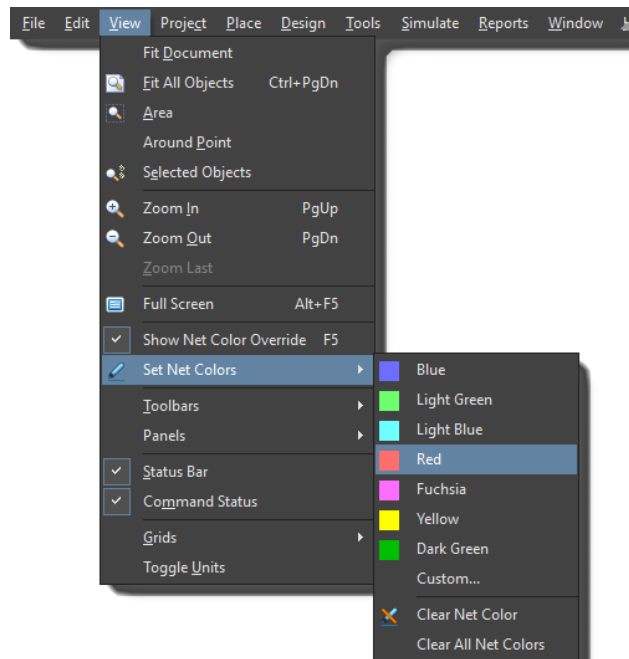 File Edit View Project Place Design Tools Simulate Reports Window
Fit Document
Fit All Objects Ctrl+PgDn
Area
Around Point
Selected Objects
Zoom In PgUp
Zoom Out PgDn
Zoom Last
Full Screen Alt+F5
Show Net Color Override F5
Set Net Colors
Toolbars
Panels
Status Bar
Command Status
Grids
Toggle Units
Blue
Light Green
Light Blue
Red
Fuchsia
Yellow
Dark Green
Custom...
Clear Net Color
Clear All Net Colors